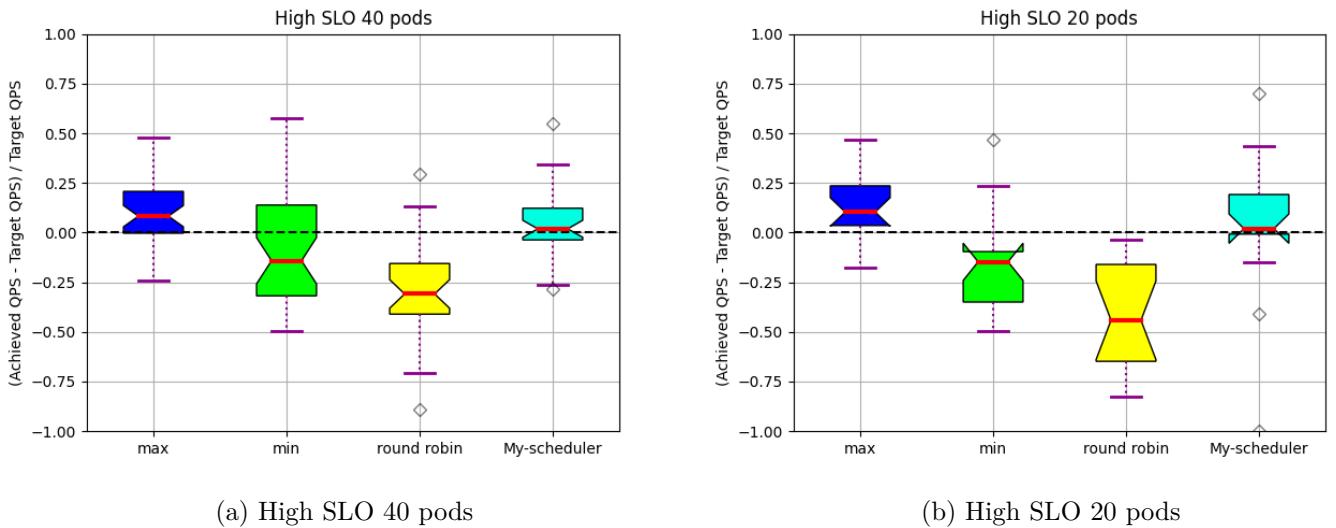 High SLO 40 pods
(Achieved QPS - Target QPS) / Target QPS
1.00
0.75
0.50
0.25
0.00
−0.25
−0.50
−0.75
−1.00
max min round robin My-scheduler
(a) High SLO 40 pods
High SLO 20 pods
(Achieved QPS - Target QPS) / Target QPS
1.00
0.75
0.50
0.25
0.00
−0.25
−0.50
−0.75
−1.00
max min round robin My-scheduler
(b) High SLO 20 pods